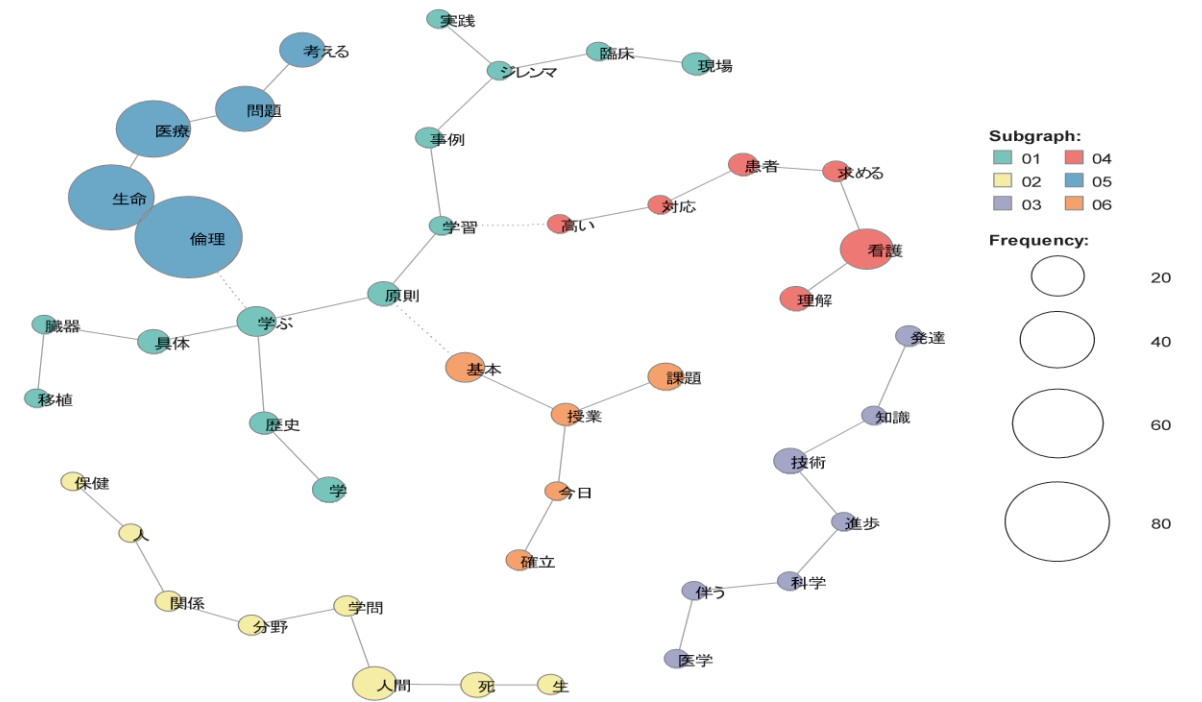 実践
考える
臨床
ジレンマ
現場
問題
医療
事例
患者
求める
生命
対応
学習
高い
倫理
看護
原則
理解
学ぶ
臓器
具体
発達
基本
課題
移植
授業
知識
歴史
技術
保健
学
今日
進歩
人
確立
科学
伴う
関係
学問
分野
医学
人間
死
生
Subgraph:
01
04
02
05
03
06
Frequency:
20
40
60
80